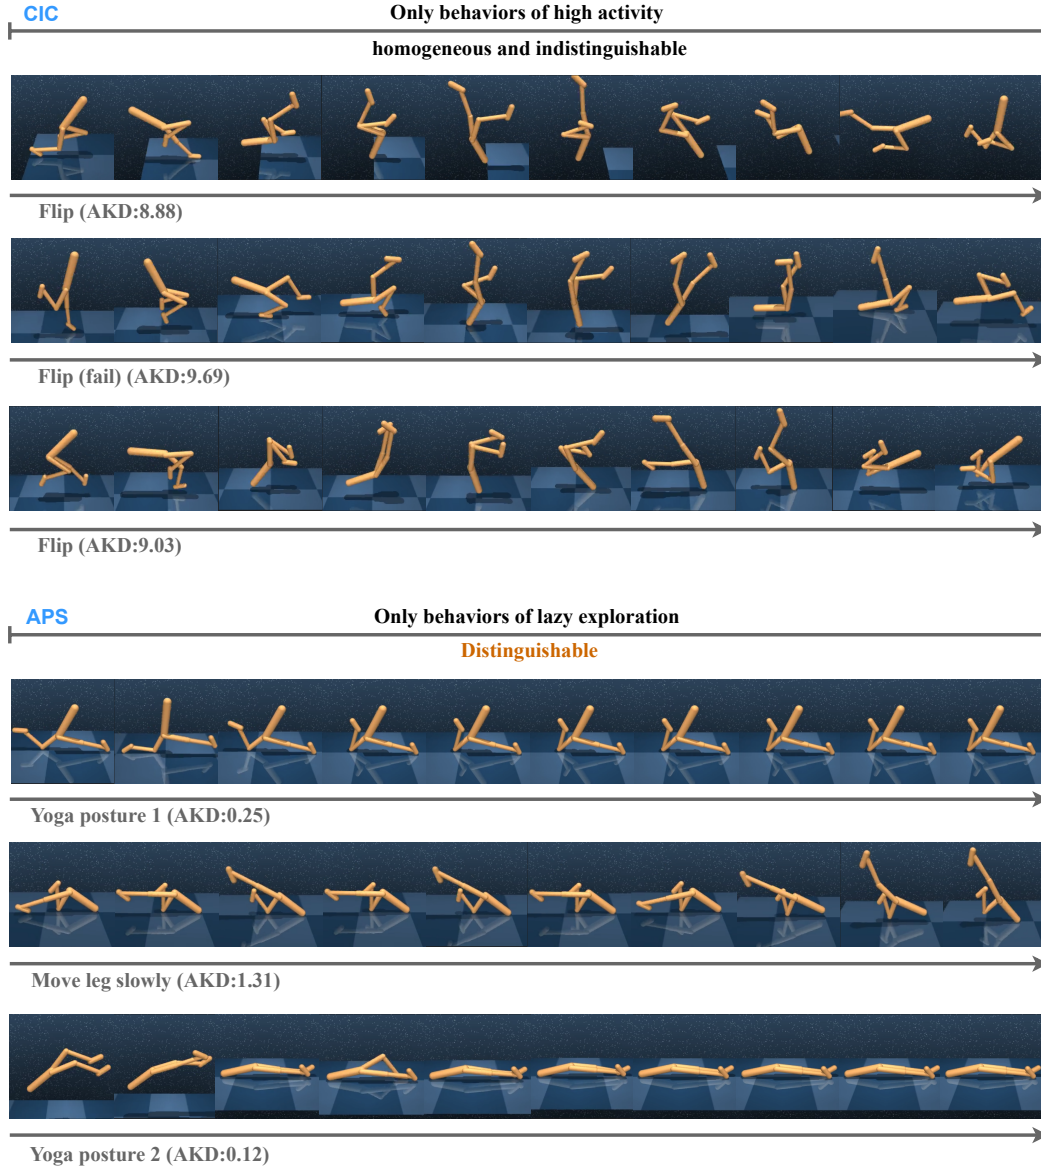 CIC
Only behaviors of high activity
homogeneous and indistinguishable
Flip (AKD:8.88)
Flip (fail) (AKD:9.69)
Flip (AKD:9.03)
APS
Only behaviors of lazy exploration
Distinguishable
Yoga posture 1 (AKD:0.25)
Move leg slowly (AKD:1.31)
Yoga posture 2 (AKD:0.12)